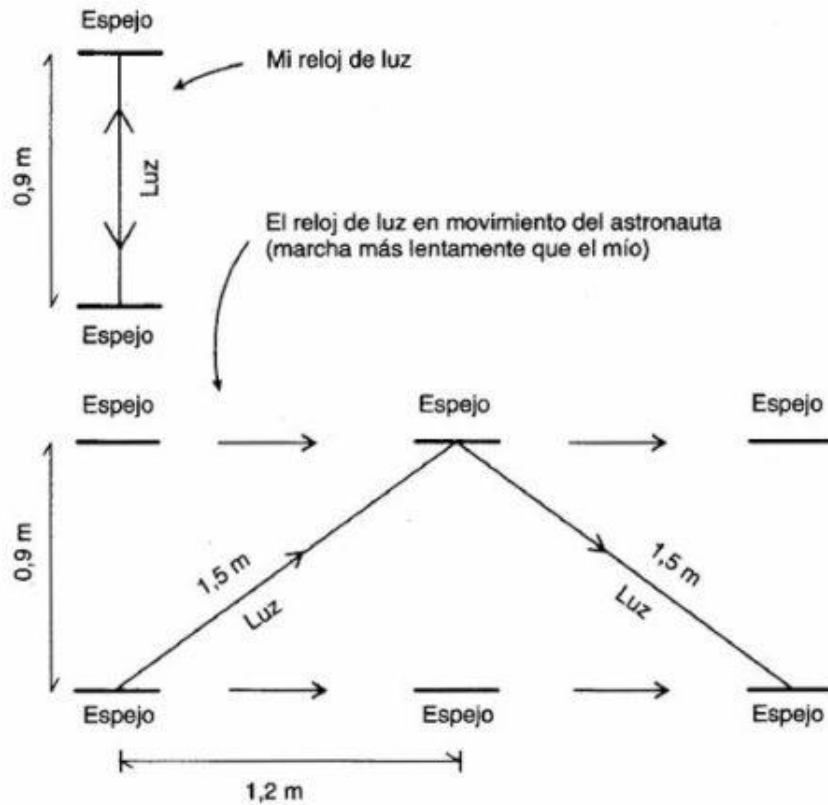 Espejo
Mi reloj de luz
0,9 m
Luz
Espejo
El reloj de luz en movimiento del astronauta
(marcha más lentamente que el mío)
Espejo
Espejo
Espejo
0,9 m
1,5 m
Luz
1,5 m
Luz
Espejo
Espejo
Espejo
1,2 m